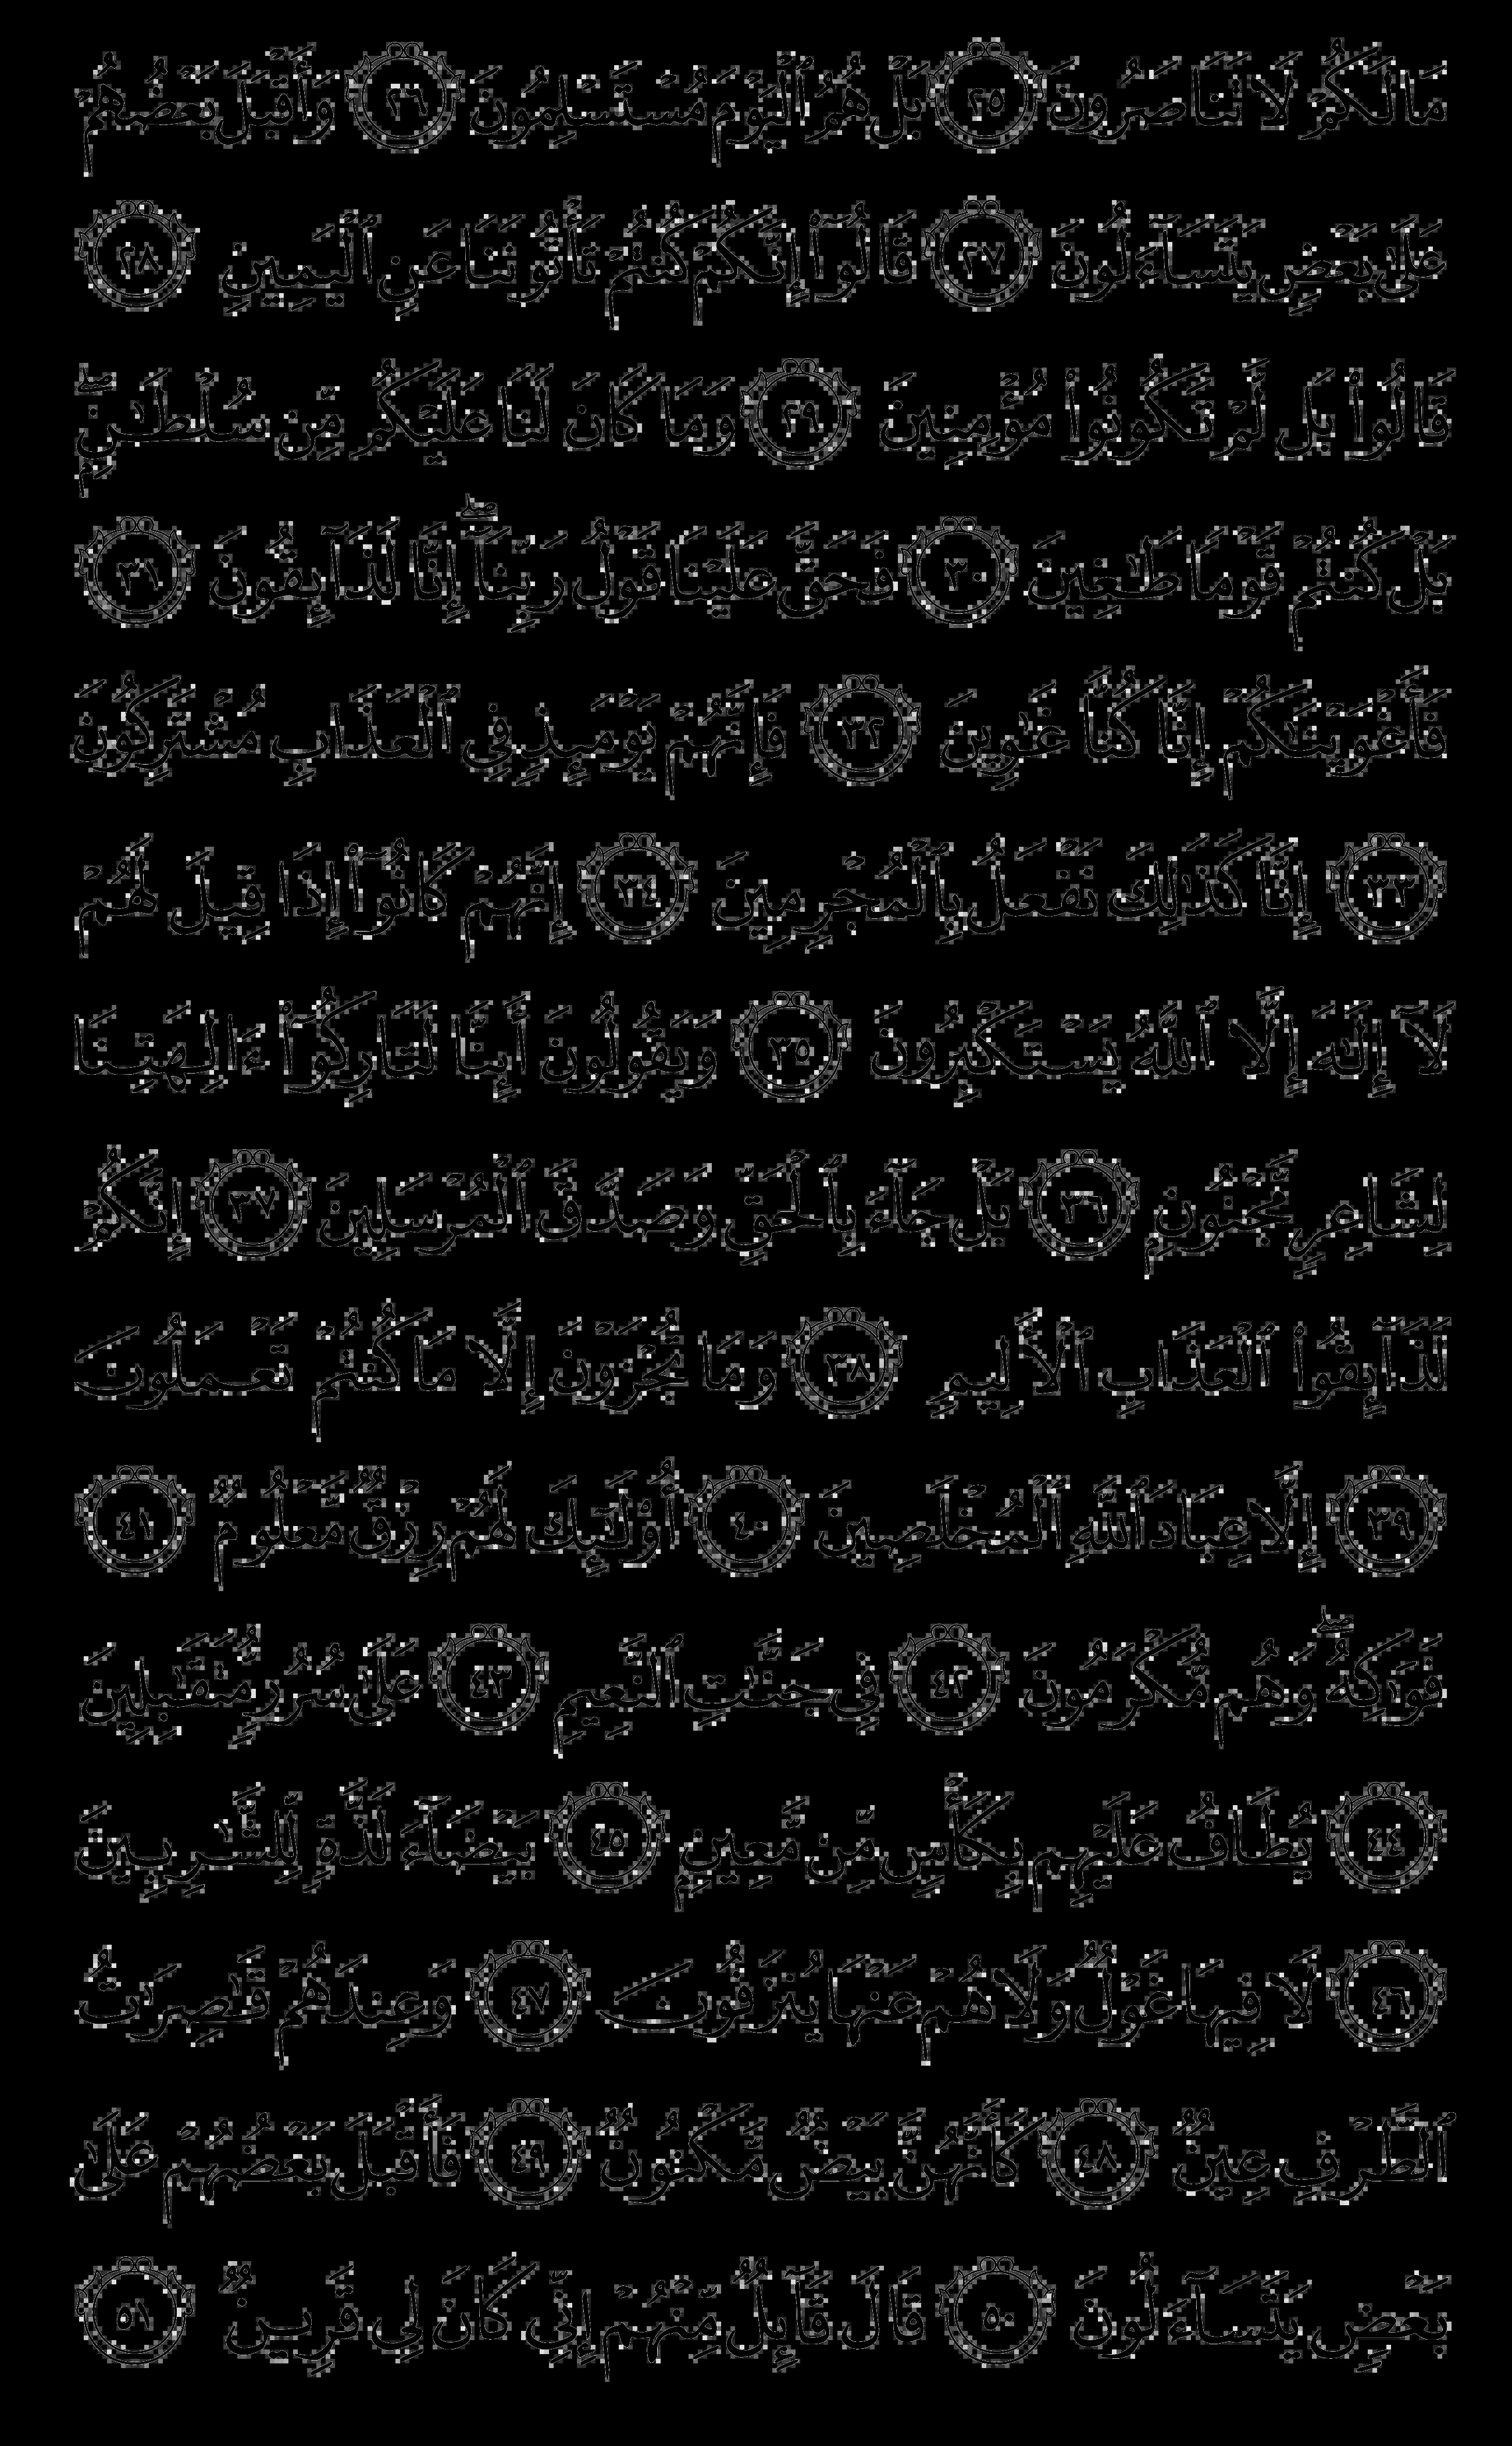 مَا لَكُمْ لَا تَنَاصَرُونَ ٢٥ بَلْ هُمُ ٱلْيَوْمَ مُسْتَسْلِمُونَ ٢٦ وَأَقْبَلَ بَعْضُهُمْ
عَلَىٰ بَعْضٍ يَتَسَآءَلُونَ ٢٧ قَالُوٓا۟ إِنَّكُمْ كُنتُمْ تَأْتُونَنَا عَنِ ٱلْيَمِينِ ٢٨
قَالُوا۟ بَل لَّمْ تَكُونُوا۟ مُؤْمِنِينَ ٢٩ وَمَا كَانَ لَنَا عَلَيْكُم مِّن سُلْطَـٰنٍۭ ۖ
بَلْ كُنتُمْ قَوْمًا طَـٰغِينَ ٣٠ فَحَقَّ عَلَيْنَا قَوْلُ رَبِّنَآ ۖ إِنَّا لَذَآئِقُونَ ٣١
فَأَغْوَيْنَـٰكُمْ إِنَّا كُنَّا غَـٰوِينَ ٣٢ فَإِنَّهُمْ يَوْمَئِذٍ فِى ٱلْعَذَابِ مُشْتَرِكُونَ
٣٣ إِنَّا كَذَٰلِكَ نَفْعَلُ بِٱلْمُجْرِمِينَ ٣٤ إِنَّهُمْ كَانُوٓا۟ إِذَا قِيلَ لَهُمْ
لَآ إِلَـٰهَ إِلَّا ٱللَّهُ يَسْتَكْبِرُونَ ٣٥ وَيَقُولُونَ أَئِنَّا لَتَارِكُوٓا۟ ءَالِهَتِنَا
لِشَاعِرٍ مَّجْنُونٍۭ ٣٦ بَلْ جَآءَ بِٱلْحَقِّ وَصَدَّقَ ٱلْمُرْسَلِينَ ٣٧ إِنَّكُمْ
لَذَآئِقُوا۟ ٱلْعَذَابِ ٱلْأَلِيمِ ٣٨ وَمَا تُجْزَوْنَ إِلَّا مَا كُنتُمْ تَعْمَلُونَ
٣٩ إِلَّا عِبَادَ ٱللَّهِ ٱلْمُخْلَصِينَ ٤٠ أُو۟لَـٰٓئِكَ لَهُمْ رِزْقٌ مَّعْلُومٌ ٤١
فَوَٰكِهُ ۖ وَهُم مُّكْرَمُونَ ٤٢ فِى جَنَّـٰتِ ٱلنَّعِيمِ ٤٣ عَلَىٰ سُرُرٍ مُّتَقَـٰبِلِينَ
٤٤ يُطَافُ عَلَيْهِم بِكَأْسٍ مِّن مَّعِينٍۭ ٤٥ بَيْضَآءَ لَذَّةٍ لِّلشَّـٰرِبِينَ
٤٦ لَا فِيهَا غَوْلٌ وَلَا هُمْ عَنْهَا يُنزَفُونَ ٤٧ وَعِندَهُمْ قَـٰصِرَٰتُ
ٱلطَّرْفِ عِينٌ ٤٨ كَأَنَّهُنَّ بَيْضٌ مَّكْنُونٌ ٤٩ فَأَقْبَلَ بَعْضُهُمْ عَلَىٰ
بَعْضٍ يَتَسَآءَلُونَ ٥٠ قَالَ قَآئِلٌ مِّنْهُمْ إِنِّى كَانَ لِى قَرِينٌ ٥١